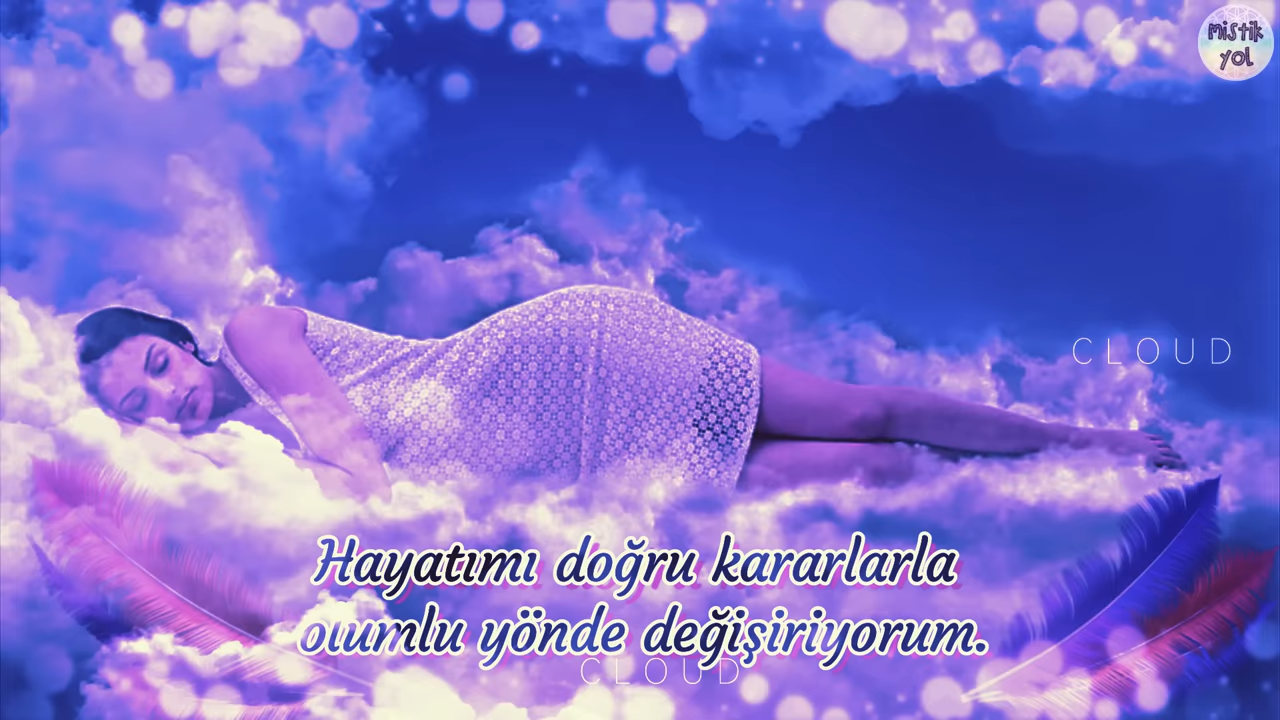 mistik
yol
CLOUD
Hayatımı doğru kararlarla
olumlu yönde değişiriyorum.
CLOUD